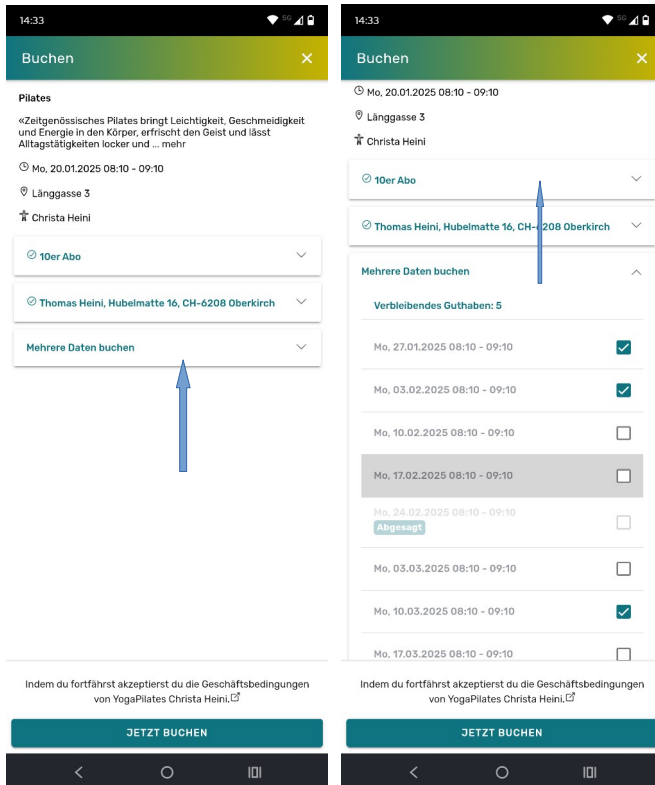 14:33
5G
Buchen
Pilates
«Zeitgenössisches Pilates bringt Leichtigkeit, Geschmeidigkeit
und Energie in den Körper, erfrischt den Geist und lässt
Alltagstätigkeiten locker und ... mehr
Mo, 20.01.2025 08:10 - 09:10
Länggasse 3
Christa Heini
10er Abo
Thomas Heini, Hubelmatte 16, CH-6208 Oberkirch
Mehrere Daten buchen
Indem du fortfährst akzeptierst du die Geschäftsbedingungen
von YogaPilates Christa Heini.
JETZT BUCHEN
14:33
5G
Buchen
Mo, 20.01.2025 08:10 - 09:10
Länggasse 3
Christa Heini
10er Abo
Thomas Heini, Hubelmatte 16, CH-6208 Oberkirch
Mehrere Daten buchen
Verbleibendes Guthaben: 5
Mo, 27.01.2025 08:10 - 09:10
Mo, 03.02.2025 08:10 - 09:10
Mo, 10.02.2025 08:10 - 09:10
Mo, 17.02.2025 08:10 - 09:10
Mo, 24.02.2025 08:10 - 09:10
Abgesagt
Mo, 03.03.2025 08:10 - 09:10
Mo, 10.03.2025 08:10 - 09:10
Mo, 17.03.2025 08:10 - 09:10
Indem du fortfährst akzeptierst du die Geschäftsbedingungen
von YogaPilates Christa Heini.
JETZT BUCHEN